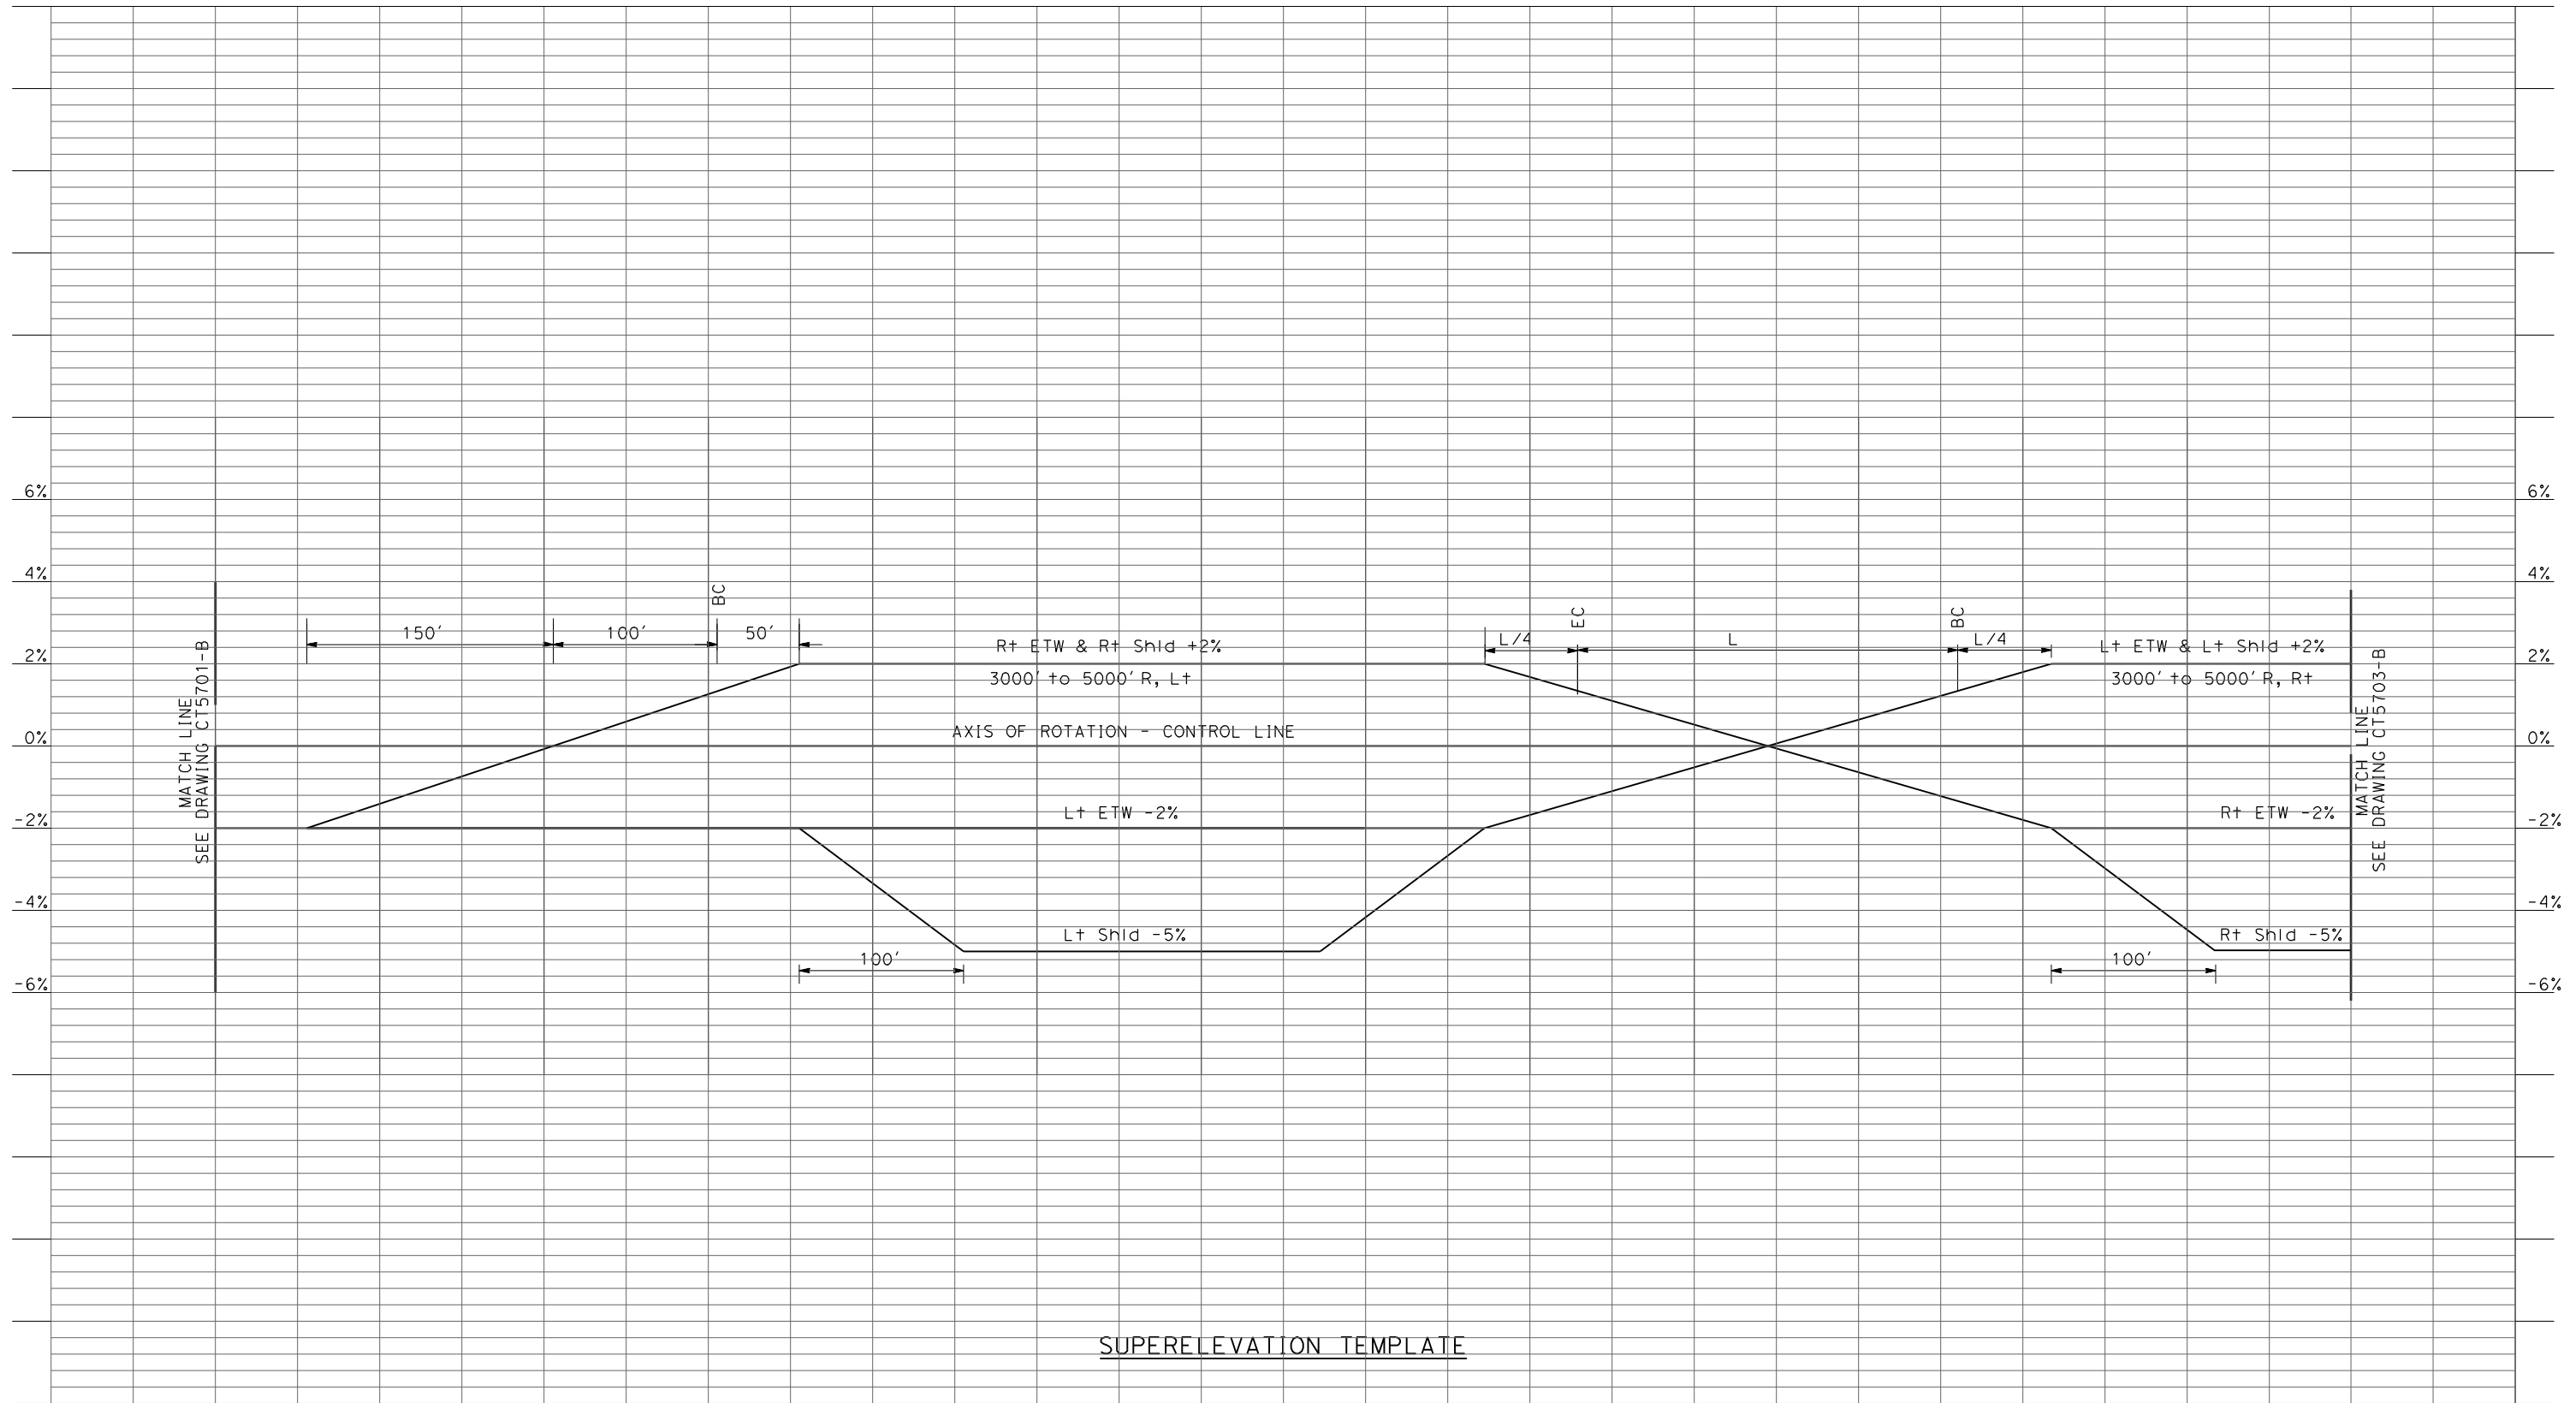 6%
6%
4%
4%
BC
EC
BC
150'
100'
50'
Rt ETW & Rt Shld +2%
L/4
L
L/4
Lt ETW & Lt Shld +2%
2%
2%
3000' to 5000' R, Lt
3000' to 5000' R, Rt
MATCH LINE
SEE DRAWING CT5701-B
MATCH LINE
SEE DRAWING CT5703-B
0%
AXIS OF ROTATION - CONTROL LINE
0%
-2%
Lt ETW -2%
Rt ETW -2%
-2%
-4%
-4%
Lt Shld -5%
Rt Shld -5%
100'
100'
-6%
-6%
SUPERELEVATION TEMPLATE